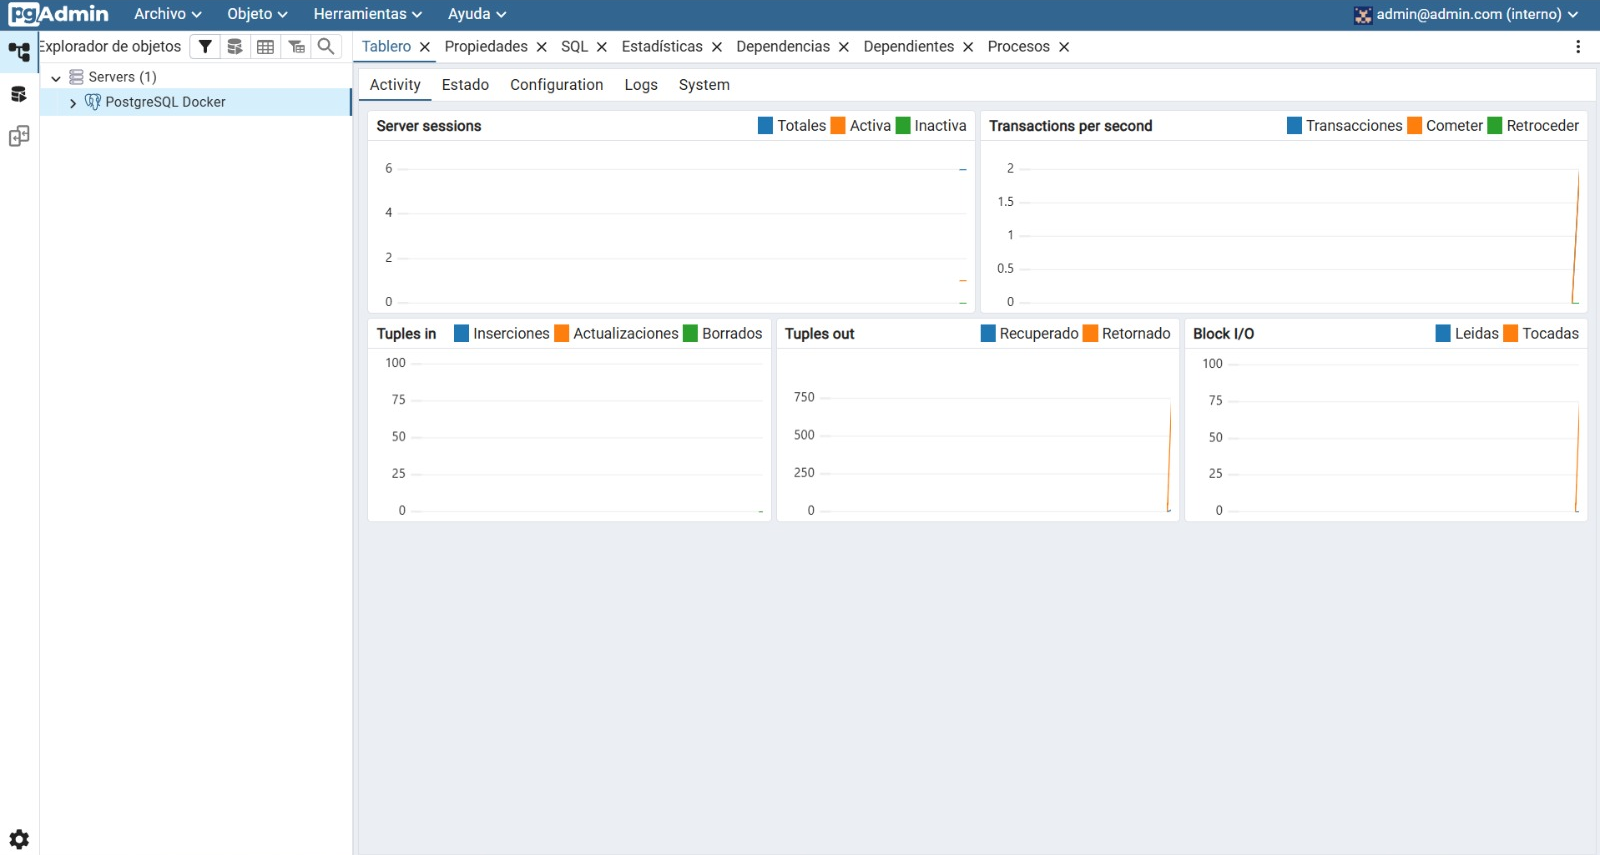 pgAdmin Archivo Objeto Herramientas Ayuda admin@admin.com (interno)
Explorador de objetos Tablero Propiedades SQL Estadísticas Dependencias Dependientes Procesos
Servers (1)
PostgreSQL Docker
Activity Estado Configuration Logs System
Server sessions Totales Activa Inactiva
6
4
2
0
Transactions per second Transacciones Cometer Retroceder
2
1.5
1
0.5
0
Tuples in Inserciones Actualizaciones Borrados
100
75
50
25
0
Tuples out Recuperado Retornado
750
500
250
0
Block I/O Leidas Tocadas
100
75
50
25
0